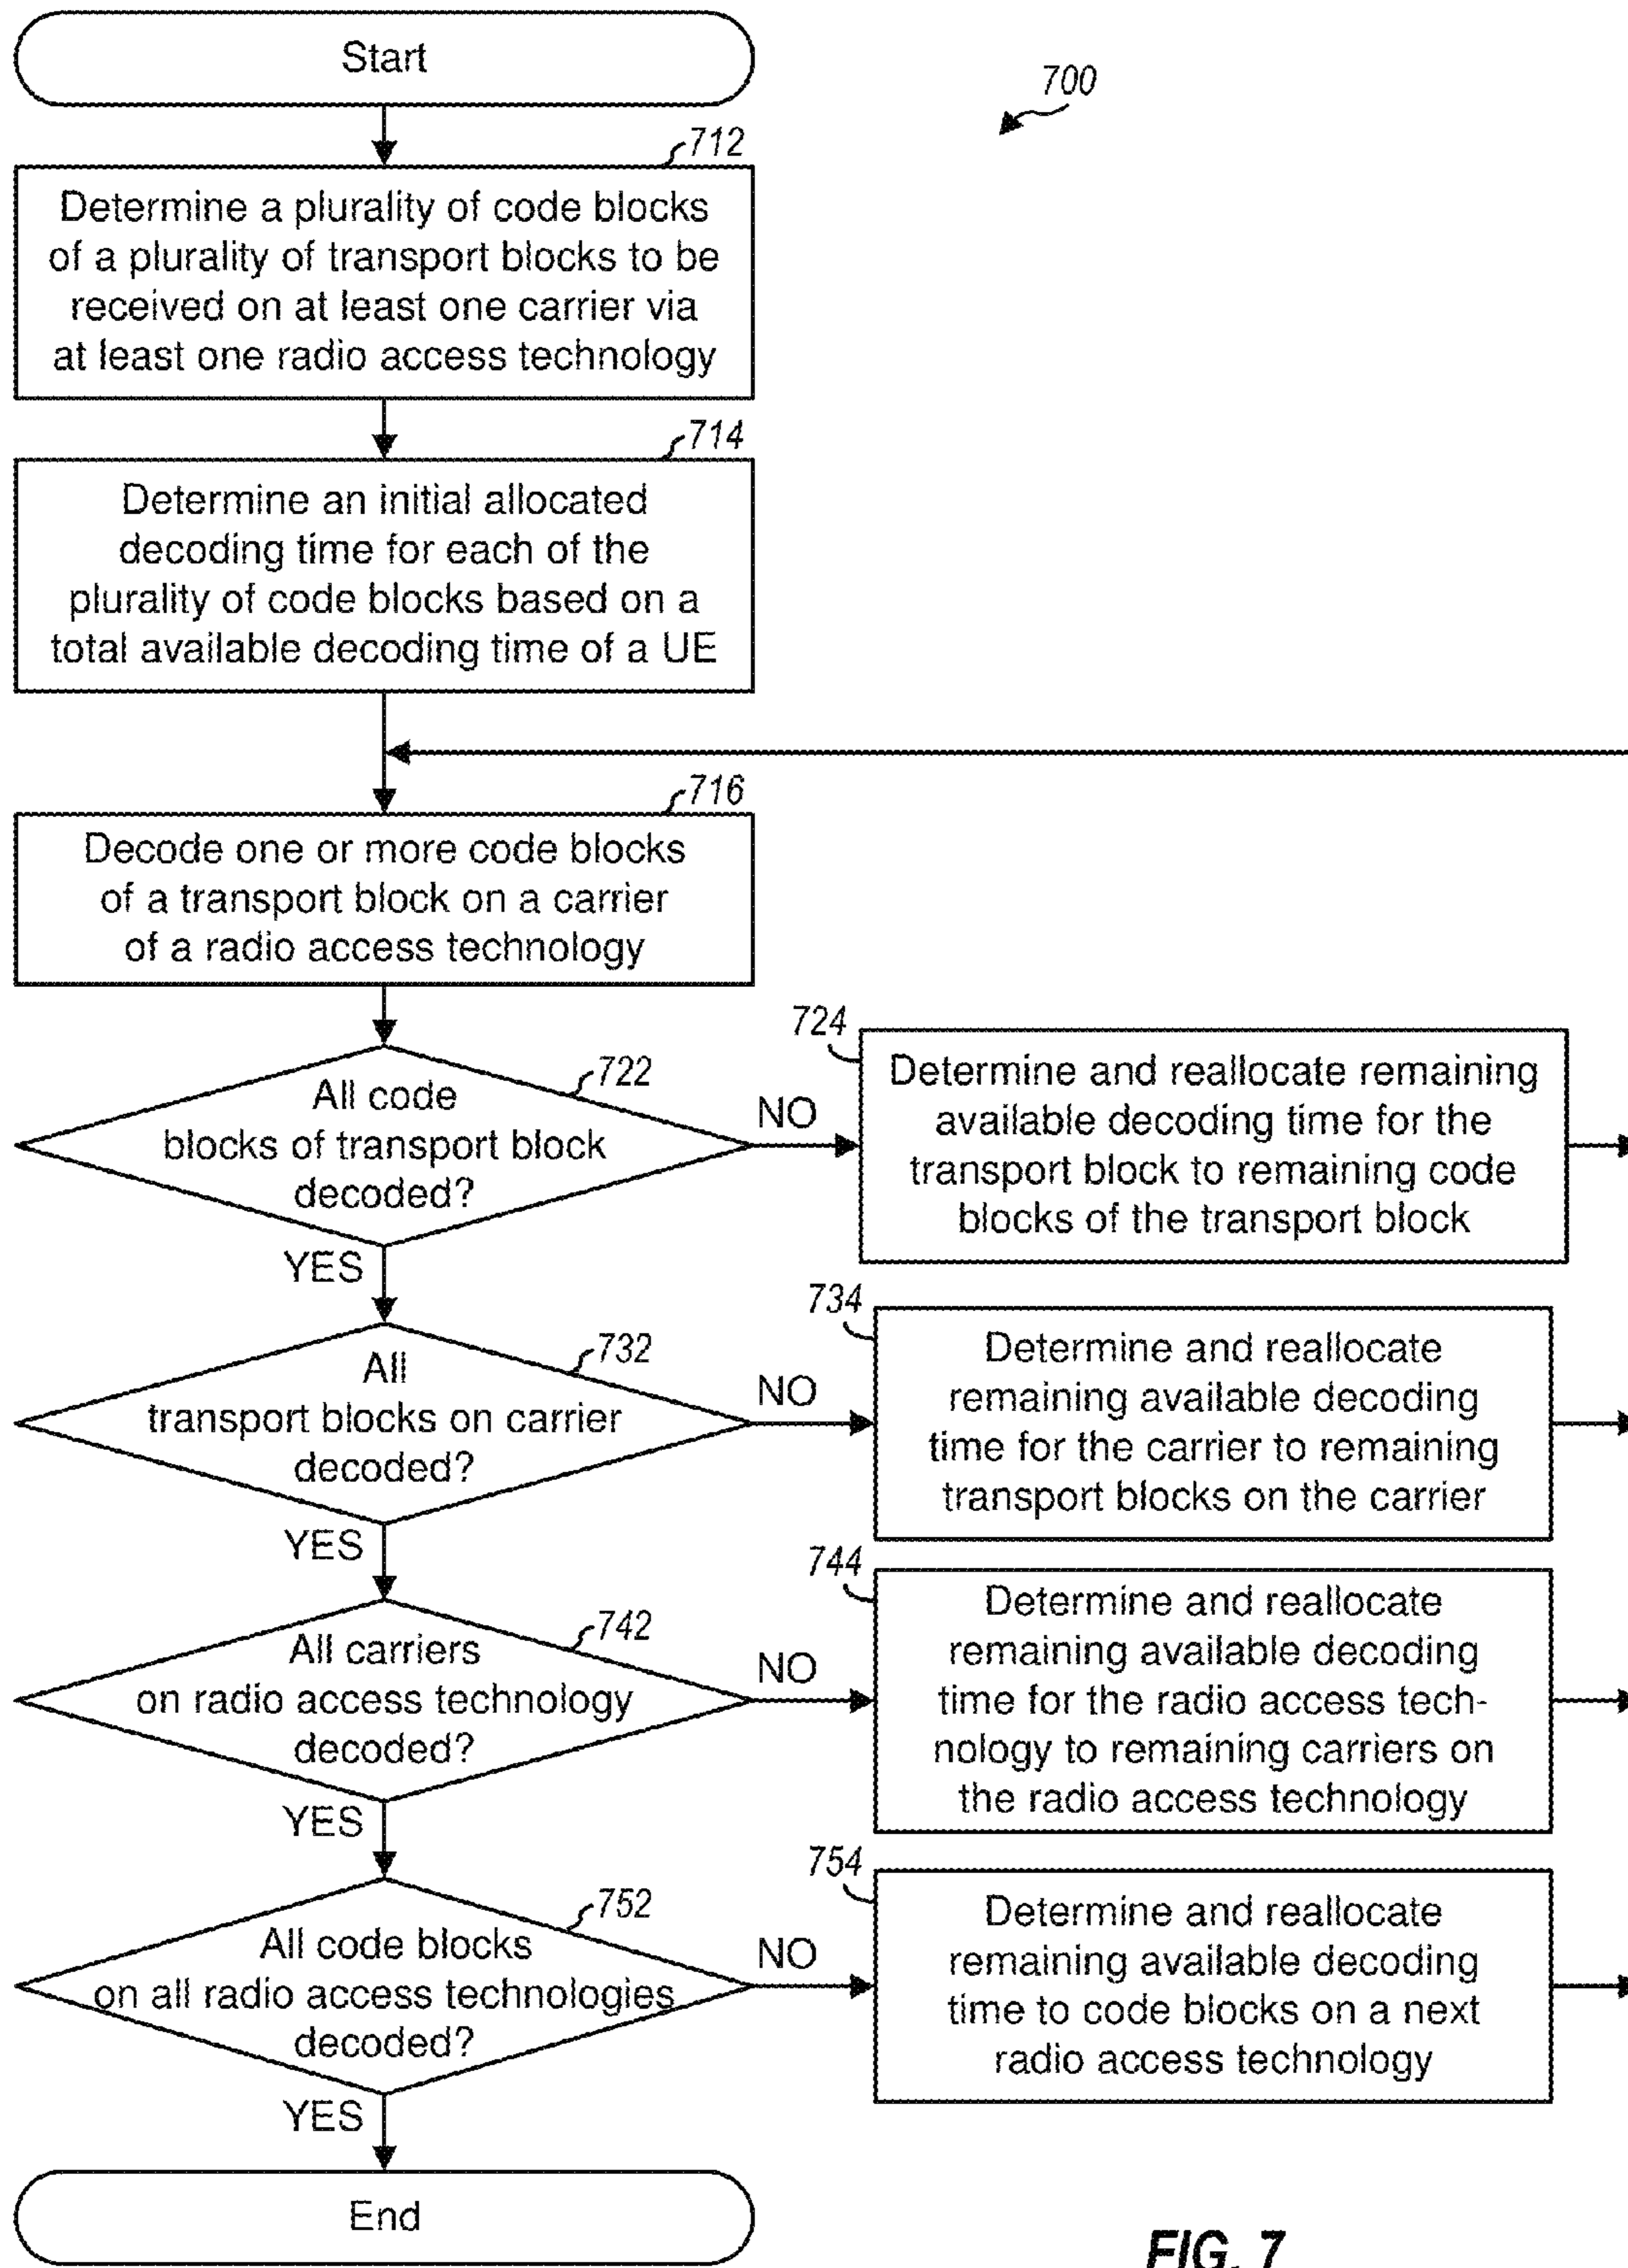 Start
700
712
Determine a plurality of code blocks
of a plurality of transport blocks to be
received on at least one carrier via
at least one radio access technology
714
Determine an initial allocated
decoding time for each of the
plurality of code blocks based on a
total available decoding time of a UE
716
Decode one or more code blocks
of a transport block on a carrier
of a radio access technology
722
All code
blocks of transport block
decoded?
NO
724
Determine and reallocate remaining
available decoding time for the
transport block to remaining code
blocks of the transport block
YES
732
All
transport blocks on carrier
decoded?
NO
734
Determine and reallocate
remaining available decoding
time for the carrier to remaining
transport blocks on the carrier
YES
742
All carriers
on radio access technology
decoded?
NO
744
Determine and reallocate
remaining available decoding
time for the radio access tech-
nology to remaining carriers on
the radio access technology
YES
752
All code blocks
on all radio access technologies
decoded?
NO
754
Determine and reallocate
remaining available decoding
time to code blocks on a next
radio access technology
YES
End
FIG. 7